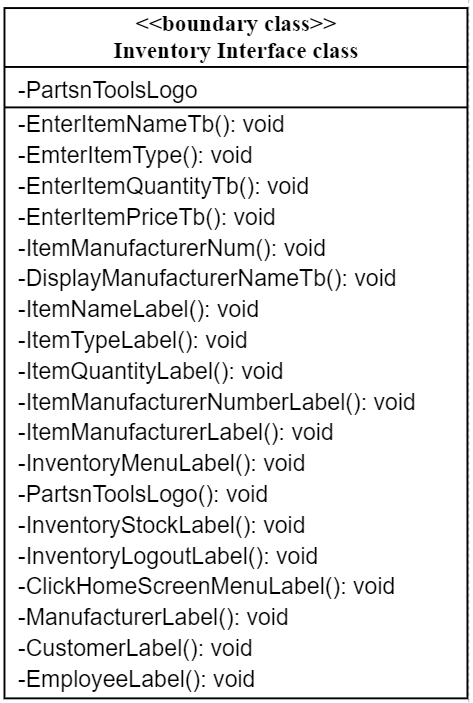 <<boundary class>>
Inventory Interface class
-PartsnToolsLogo
-EnterItemNameTb(): void
-EmterItemType(): void
-EnterItemQuantityTb(): void
-EnterItemPriceTb(): void
-ItemManufacturerNum(): void
-DisplayManufacturerNameTb(): void
-ItemNameLabel(): void
-ItemTypeLabel(): void
-ItemQuantityLabel(): void
-ItemManufacturerNumberLabel(): void
-ItemManufacturerLabel(): void
-InventoryMenuLabel(): void
-PartsnToolsLogo(): void
-InventoryStockLabel(): void
-InventoryLogoutLabel(): void
-ClickHomeScreenMenuLabel(): void
-ManufacturerLabel(): void
-CustomerLabel(): void
-EmployeeLabel(): void